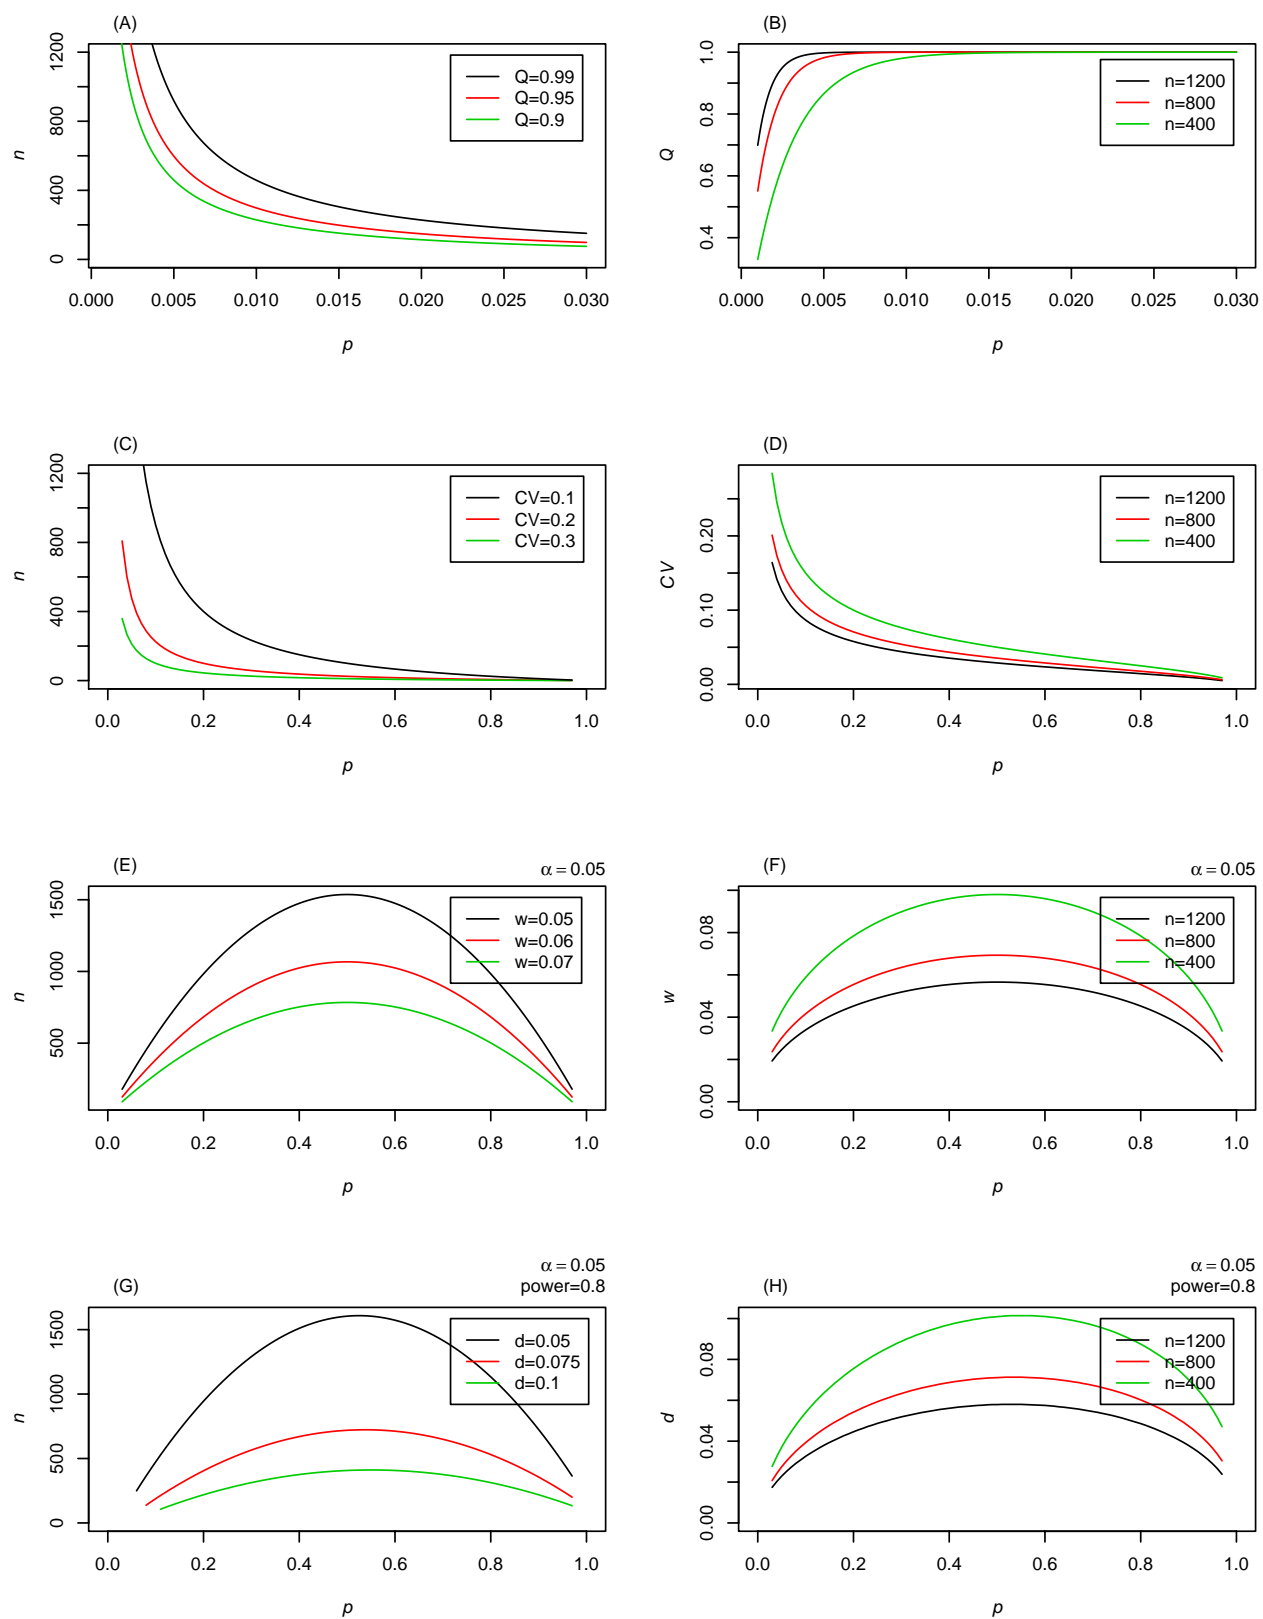 (A)
1200
800
400
0
n
Q=0.99
Q=0.95
Q=0.9
0.000 0.005 0.010 0.015 0.020 0.025 0.030
p
(B)
1.0
0.8
0.6
0.4
Q
n=1200
n=800
n=400
0.000 0.005 0.010 0.015 0.020 0.025 0.030
p
(C)
1200
800
400
0
n
CV=0.1
CV=0.2
CV=0.3
0.0 0.2 0.4 0.6 0.8 1.0
p
(D)
0.20
0.10
0.00
CV
n=1200
n=800
n=400
0.0 0.2 0.4 0.6 0.8 1.0
p
(E)
α = 0.05
1500
1000
500
n
w=0.05
w=0.06
w=0.07
0.0 0.2 0.4 0.6 0.8 1.0
p
(F)
α = 0.05
0.08
0.04
0.00
w
n=1200
n=800
n=400
0.0 0.2 0.4 0.6 0.8 1.0
p
(G)
α = 0.05
power=0.8
1500
1000
500
0
n
d=0.05
d=0.075
d=0.1
0.0 0.2 0.4 0.6 0.8 1.0
p
(H)
α = 0.05
power=0.8
0.08
0.04
0.00
d
n=1200
n=800
n=400
0.0 0.2 0.4 0.6 0.8 1.0
p